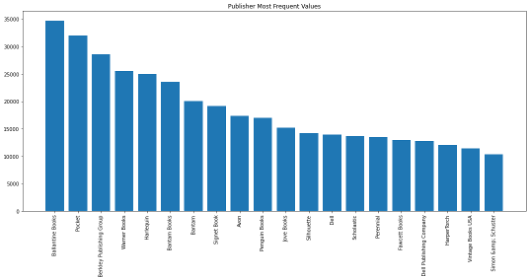 Publisher Most Frequent Values
35000
30000
25000
20000
15000
10000
5000
0
Ballantine Books
Pocket
Berkley Publishing Group
Warner Books
Harlequin
Bantam Books
Bantam
Signet Book
Avon
Penguin Books
Jove Books
Silhouette
Dell
Scholastic
Perennial
Fawcett Books
Dell Publishing Company
HarperTorch
Vintage Books USA
Simon &amp; Schuster